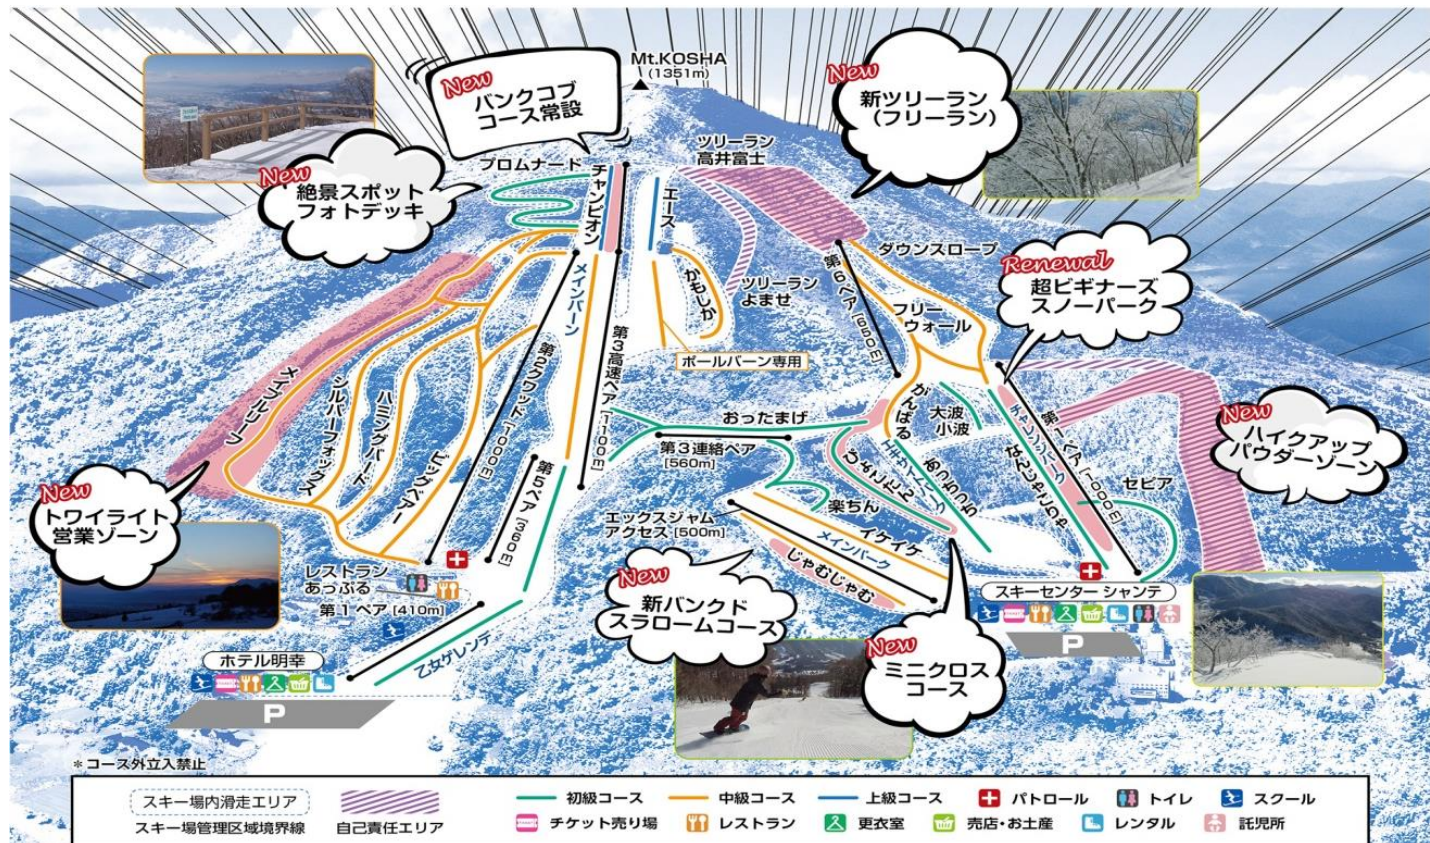 Mt.KOSHA
(1351m)
New
バンクコブ
コース常設
New
新ツリーラン
(フリーラン)
New
絶景スポット
フォトデッキ
プロムナード
チャンピオン
エース
ツリーラン
高井富士
ダウンスロープ
Renewal
超ビギナーズ
スノーパーク
メインバーン
かもしか
ツリーラン
よませ
第6ペア [650m]
フリー
ウォール
ポールバーン専用
第3高速ペア [1100m]
第2クワッド [1000m]
メイプルリーフ
シルバーフォックス
ハミングバード
ビッグベアー
第5ペア [360m]
おったまげ
第3連絡ペア
[560m]
がんばる
大波
小波
チャレンジパーク
第1ペア [1000m]
なんじゃもんじゃ
セピア
New
ハイクアップ
パウダーゾーン
New
トワイライト
営業ゾーン
エックスジャム
アクセス [500m]
楽ちん
あっちっち
イケイケ
メインパーク
じゃむじゃむ
レストラン
あっぷる
第1ペア [410m]
乙女ゲレンデ
ホテル明幸
P
New
新バンクド
スラロームコース
New
ミニクロス
コース
スキーセンター シャンテ
P
＊コース外立入禁止
スキー場内滑走エリア
スキー場管理区域境界線
自己責任エリア
初級コース
中級コース
上級コース
パトロール
トイレ
スクール
チケット売り場
レストラン
更衣室
売店・お土産
レンタル
託児所